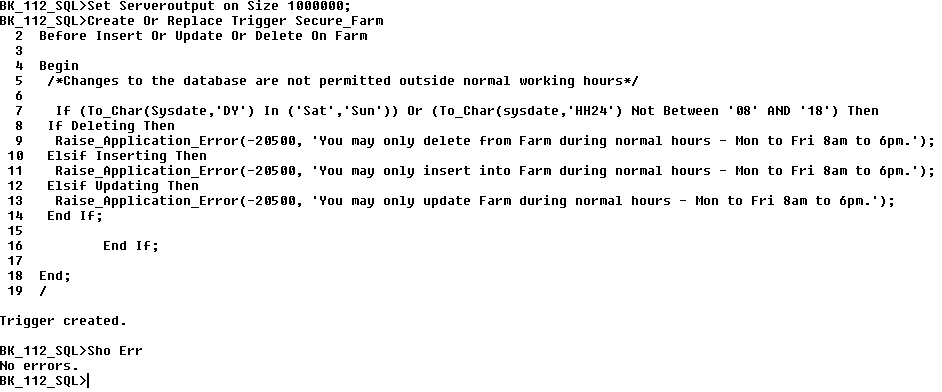 BK_112_SQL>Set Serveroutput on Size 1000000;
BK_112_SQL>Create Or Replace Trigger Secure_Farm
  2  Before Insert Or Update Or Delete On Farm
  3
  4  Begin
  5   /*Changes to the database are not permitted outside normal working hours*/
  6
  7    If (To_Char(Sysdate,'DY') In ('Sat','Sun')) Or (To_Char(sysdate,'HH24') Not Between '08' AND '18') Then
  8   If Deleting Then
  9    Raise_Application_Error(-20500, 'You may only delete from Farm during normal hours - Mon to Fri 8am to 6pm.');
 10   Elsif Inserting Then
 11    Raise_Application_Error(-20500, 'You may only insert into Farm during normal hours - Mon to Fri 8am to 6pm.');
 12   Elsif Updating Then
 13    Raise_Application_Error(-20500, 'You may only update Farm during normal hours - Mon to Fri 8am to 6pm.');
 14   End If;
 15
 16          End If;
 17
 18  End;
 19  /
Trigger created.
BK_112_SQL>Sho Err
No errors.
BK_112_SQL>